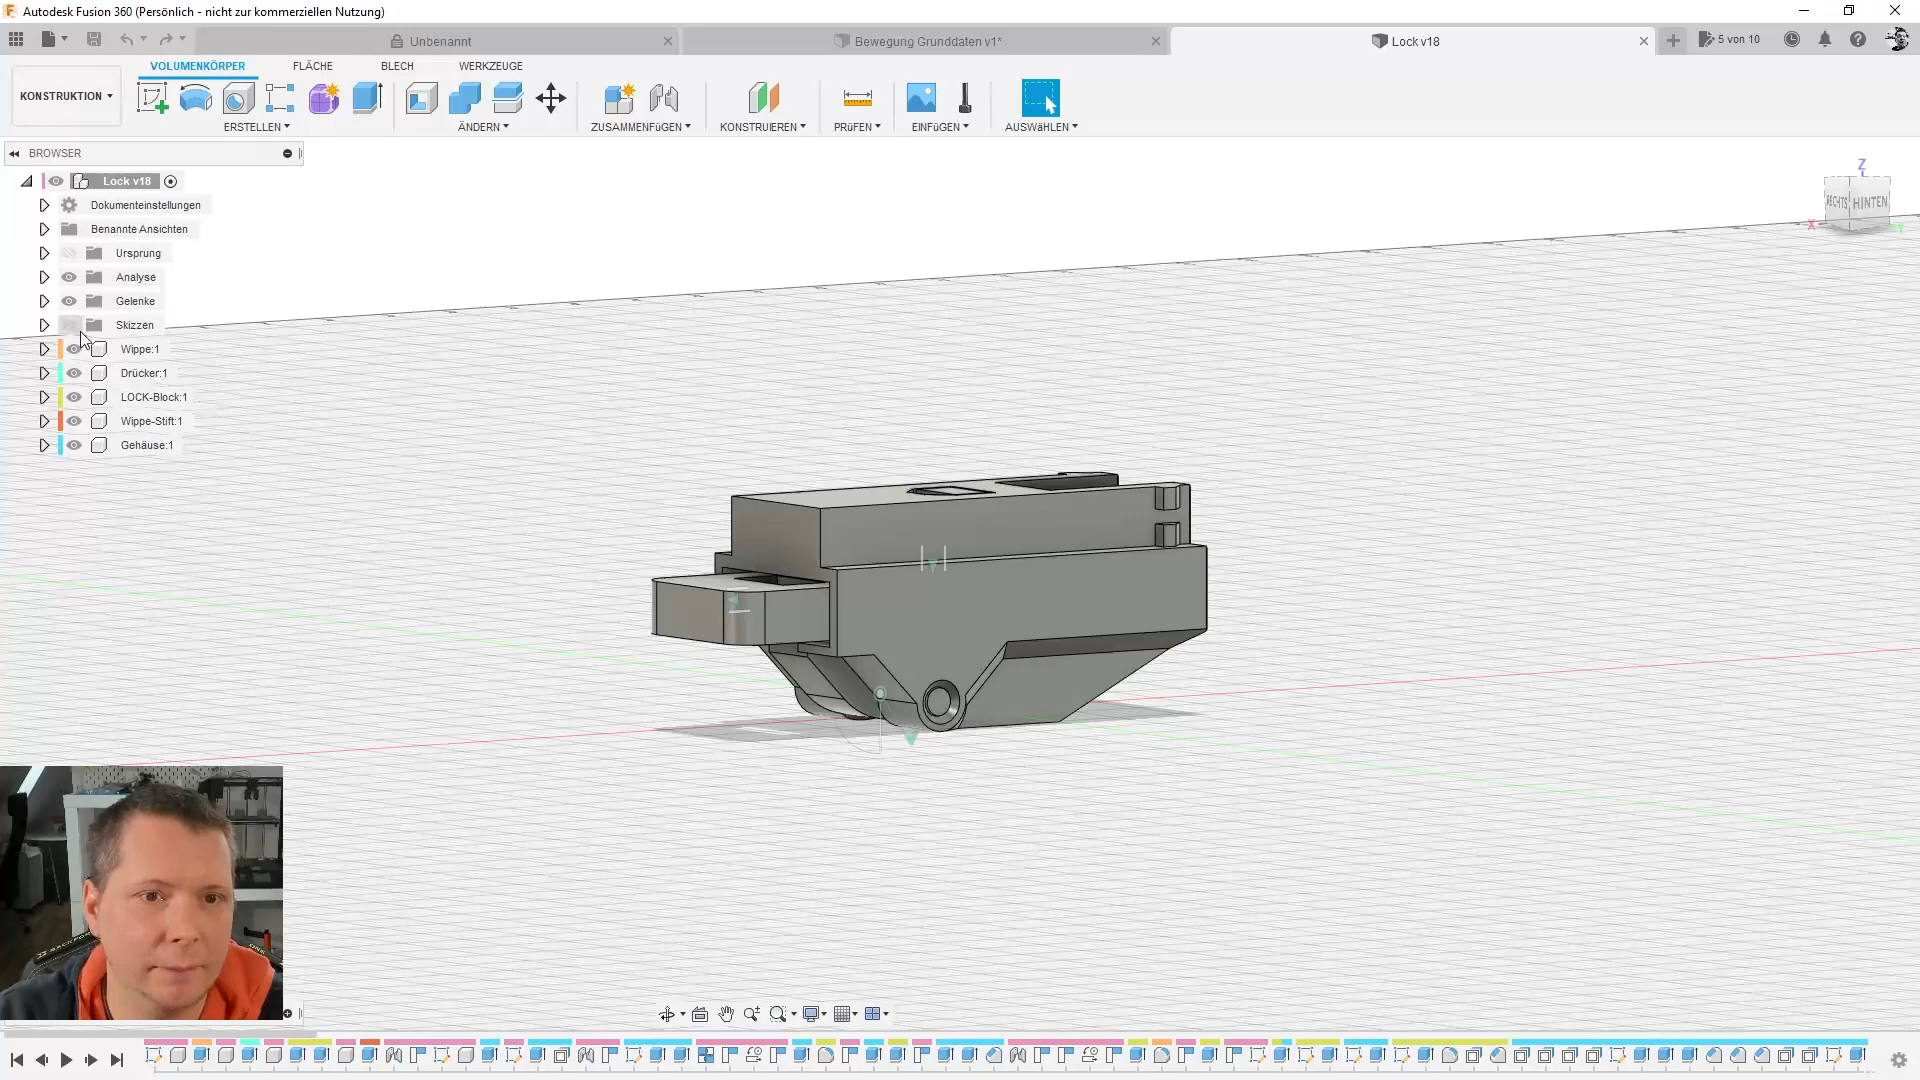 Autodesk Fusion 360 (Persönlich - nicht zur kommerziellen Nutzung)
Unbenannt
Bewegung Grunddaten v1*
Lock v18
5 von 10
VOLUMENKÖRPER
FLÄCHE
BLECH
WERKZEUGE
KONSTRUKTION
ERSTELLEN
ÄNDERN
ZUSAMMENFüGEN
KONSTRUIEREN
PRüFEN
EINFüGEN
AUSWäHLEN
BROWSER
Lock v18
Dokumenteinstellungen
Benannte Ansichten
Ursprung
Analyse
Gelenke
Skizzen
Wippe:1
Drücker:1
LOCK-Block:1
Wippe-Stift:1
Gehäuse:1
Z
RECHTS
HINTEN
X
Y